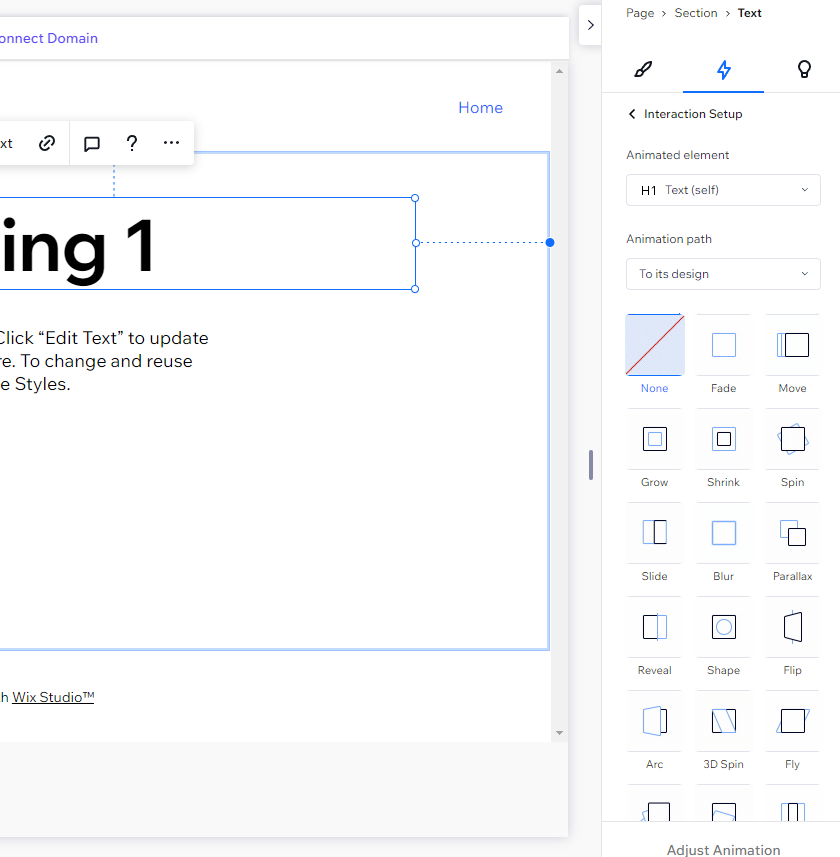 Page > Section > Text
onnect Domain
Home
Interaction Setup
xt
Animated element
H1 Text (self)
ing 1
Animation path
To its design
Click “Edit Text” to update
re. To change and reuse
e Styles.
None Fade Move
Grow Shrink Spin
Slide Blur Parallax
Reveal Shape Flip
h Wix Studio™
Arc 3D Spin Fly
Adjust Animation